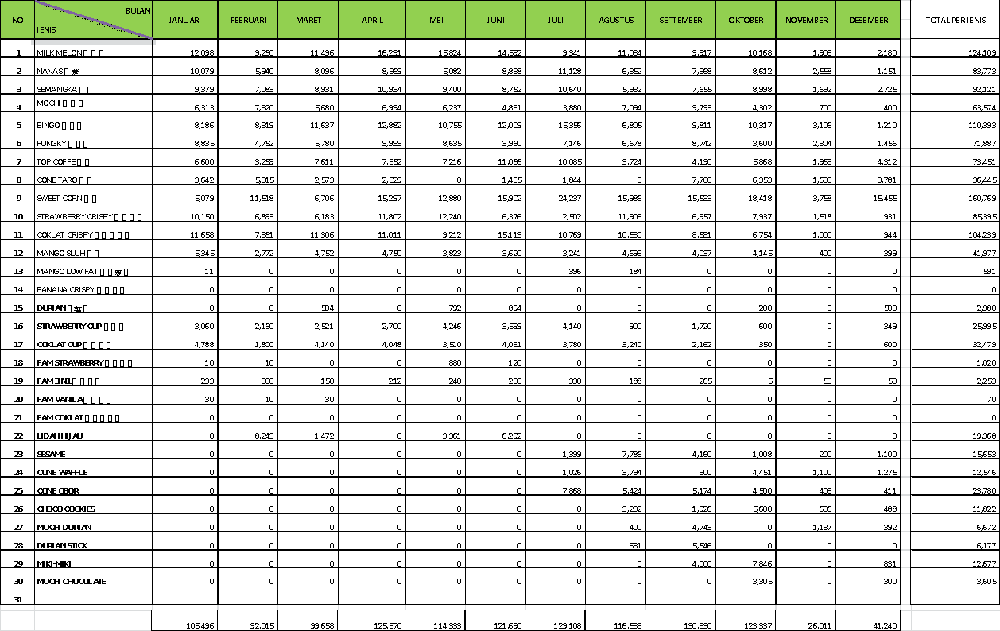 NO BULAN JENIS JANUARI FEBRUARI MARET APRIL MEI JUNI JULI AGUSTUS SEPTEMBER OKTOBER NOVEMBER DESEMBER TOTAL PER JENIS
1 MILK MELON 12,098 9,260 11,496 16,291 15,824 14,592 9,341 11,034 9,917 10,168 1,908 2,180 124,109
2 NANAS 10,079 5,940 8,096 8,569 5,082 8,838 11,128 6,352 7,368 8,612 2,558 1,151 83,773
3 SEMANGKA 9,379 7,083 8,931 10,934 9,400 8,752 10,640 5,932 7,655 8,998 1,692 2,725 92,121
4 MOCHI 6,313 7,320 5,680 6,994 6,237 4,861 3,880 7,094 9,793 4,302 700 400 63,574
5 BINGO 8,186 8,319 11,637 12,882 10,755 12,009 15,355 6,805 9,811 10,317 3,106 1,210 110,393
6 FUNGKY 8,835 4,752 5,780 9,999 8,635 3,960 7,146 6,678 8,742 3,600 2,304 1,456 71,887
7 TOP COFFE 6,600 3,259 7,611 7,552 7,216 11,066 10,085 3,724 4,190 5,868 1,968 4,312 73,451
8 CONE TARO 3,642 5,015 2,573 2,529 0 1,405 1,844 0 7,700 6,353 1,603 3,781 36,445
9 SWEET CORN 5,079 11,518 6,706 15,297 12,880 15,902 24,237 15,986 15,533 18,418 3,758 15,455 160,769
10 STRAWBERRY CRISPY 10,150 6,893 6,183 11,802 12,240 6,376 2,502 11,906 6,957 7,937 1,518 931 85,395
11 COKLAT CRISPY 11,658 7,361 11,306 11,011 9,212 15,113 10,769 10,580 8,531 6,754 1,000 944 104,239
12 MANGO SLUH 5,345 2,772 4,752 4,750 3,823 3,620 3,241 4,693 4,037 4,145 400 399 41,977
13 MANGO LOW FAT 11 0 0 0 0 0 396 184 0 0 0 0 591
14 BANANA CRISPY 0 0 0 0 0 0 0 0 0 0 0 0 0
15 DURIAN 0 0 594 0 792 894 0 0 0 200 0 500 2,980
16 STRAWBERRY CUP 3,060 2,160 2,521 2,700 4,246 3,599 4,140 900 1,720 600 0 349 25,995
17 COKLAT CUP 4,788 1,800 4,140 4,048 3,510 4,061 3,780 3,240 2,162 350 0 600 32,479
18 FAM STRAWBERRY 10 10 0 0 880 120 0 0 0 0 0 0 1,020
19 FAM 3IN1 233 300 150 212 240 230 330 188 265 5 50 50 2,253
20 FAM VANILA 30 10 30 0 0 0 0 0 0 0 0 0 70
21 FAM COKLAT 0 0 0 0 0 0 0 0 0 0 0 0 0
22 LIDAH HIJAU 0 8,243 1,472 0 3,361 6,292 0 0 0 0 0 0 19,368
23 SESAME 0 0 0 0 0 0 1,399 7,786 4,160 1,008 200 1,100 15,653
24 CONE WAFFLE 0 0 0 0 0 0 1,026 3,794 900 4,451 1,100 1,275 12,546
25 CONE OBOR 0 0 0 0 0 0 7,868 5,424 5,174 4,500 403 411 23,780
26 CHOCO COOKIES 0 0 0 0 0 0 0 3,202 1,926 5,600 606 488 11,822
27 MOCHI DURIAN 0 0 0 0 0 0 0 400 4,743 0 1,137 392 6,672
28 DURIAN STICK 0 0 0 0 0 0 0 631 5,546 0 0 0 6,177
29 MIKI-MIKI 0 0 0 0 0 0 0 0 4,000 7,846 0 831 12,677
30 MOCHI CHOCOLATE 0 0 0 0 0 0 0 0 0 3,305 0 300 3,605
31
105,496 92,015 99,658 125,570 114,333 121,690 129,108 116,533 130,830 123,337 26,011 41,240